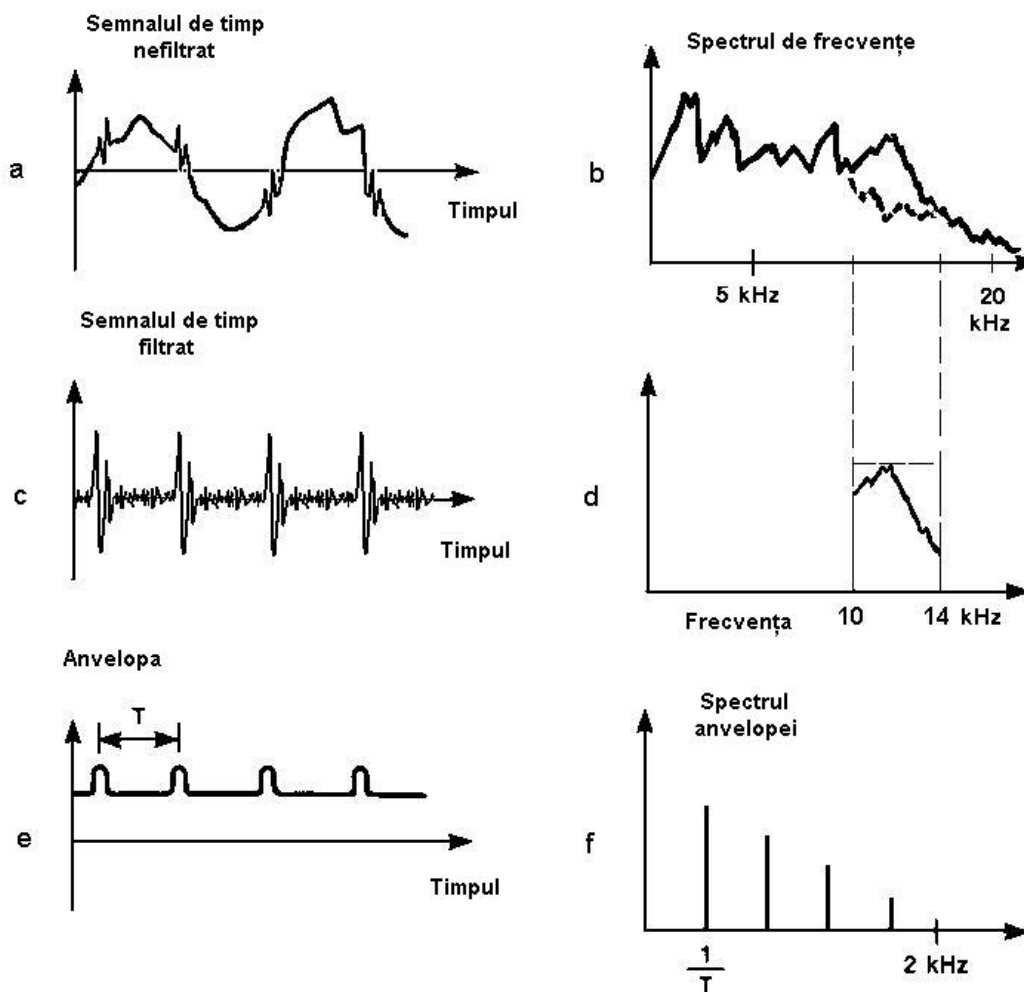 Semnalul de timp
nefiltrat
a
Timpul
Spectrul de frecvențe
b
5 kHz
20
kHz
Semnalul de timp
filtrat
c
Timpul
d
10
14 kHz
Frecvența
Anvelopa
T
e
Timpul
Spectrul
anvelopei
f
1
T
2 kHz